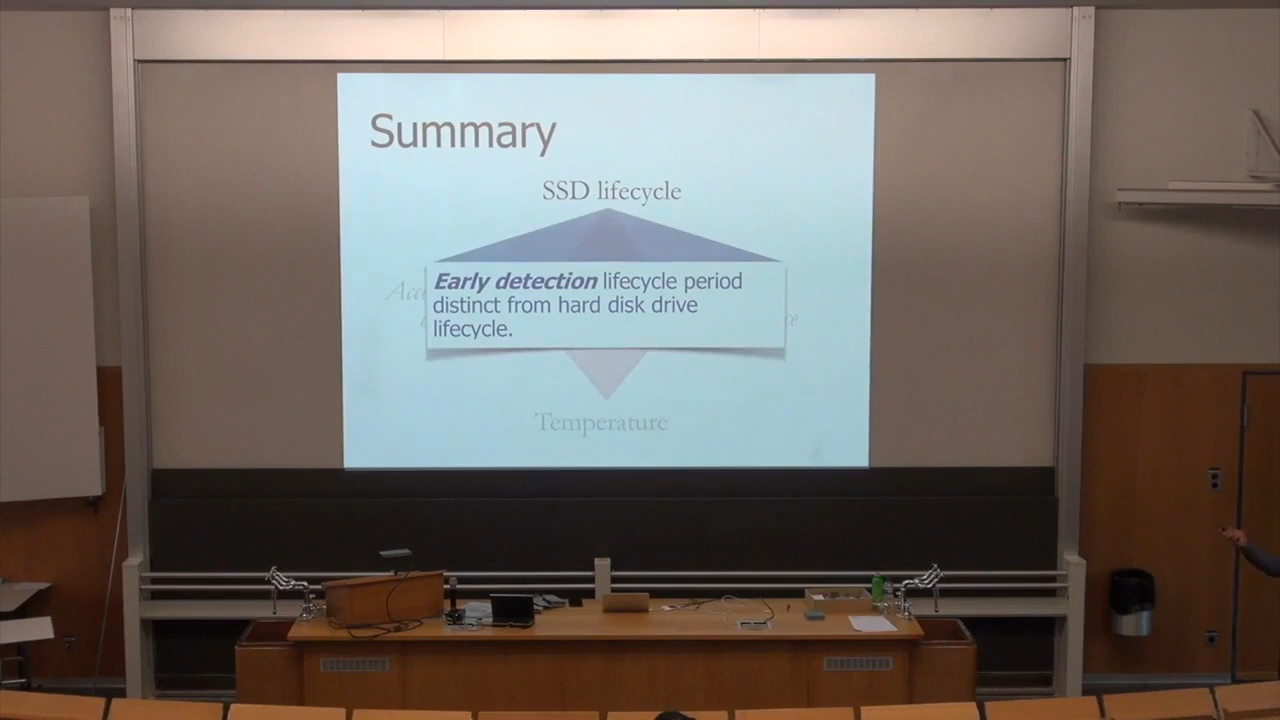 Summary
SSD lifecycle
Early detection lifecycle period
distinct from hard disk drive
lifecycle.
Temperature